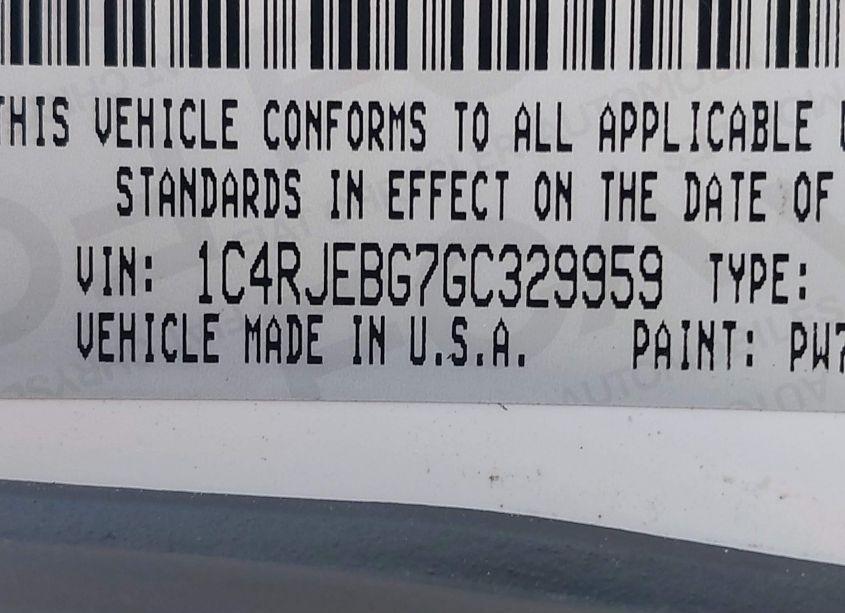 THIS VEHICLE CONFORMS TO ALL APPLICABLE
STANDARDS IN EFFECT ON THE DATE OF
VIN: 1C4RJEBG7GC329959 TYPE:
VEHICLE MADE IN U.S.A. PAINT: PW7